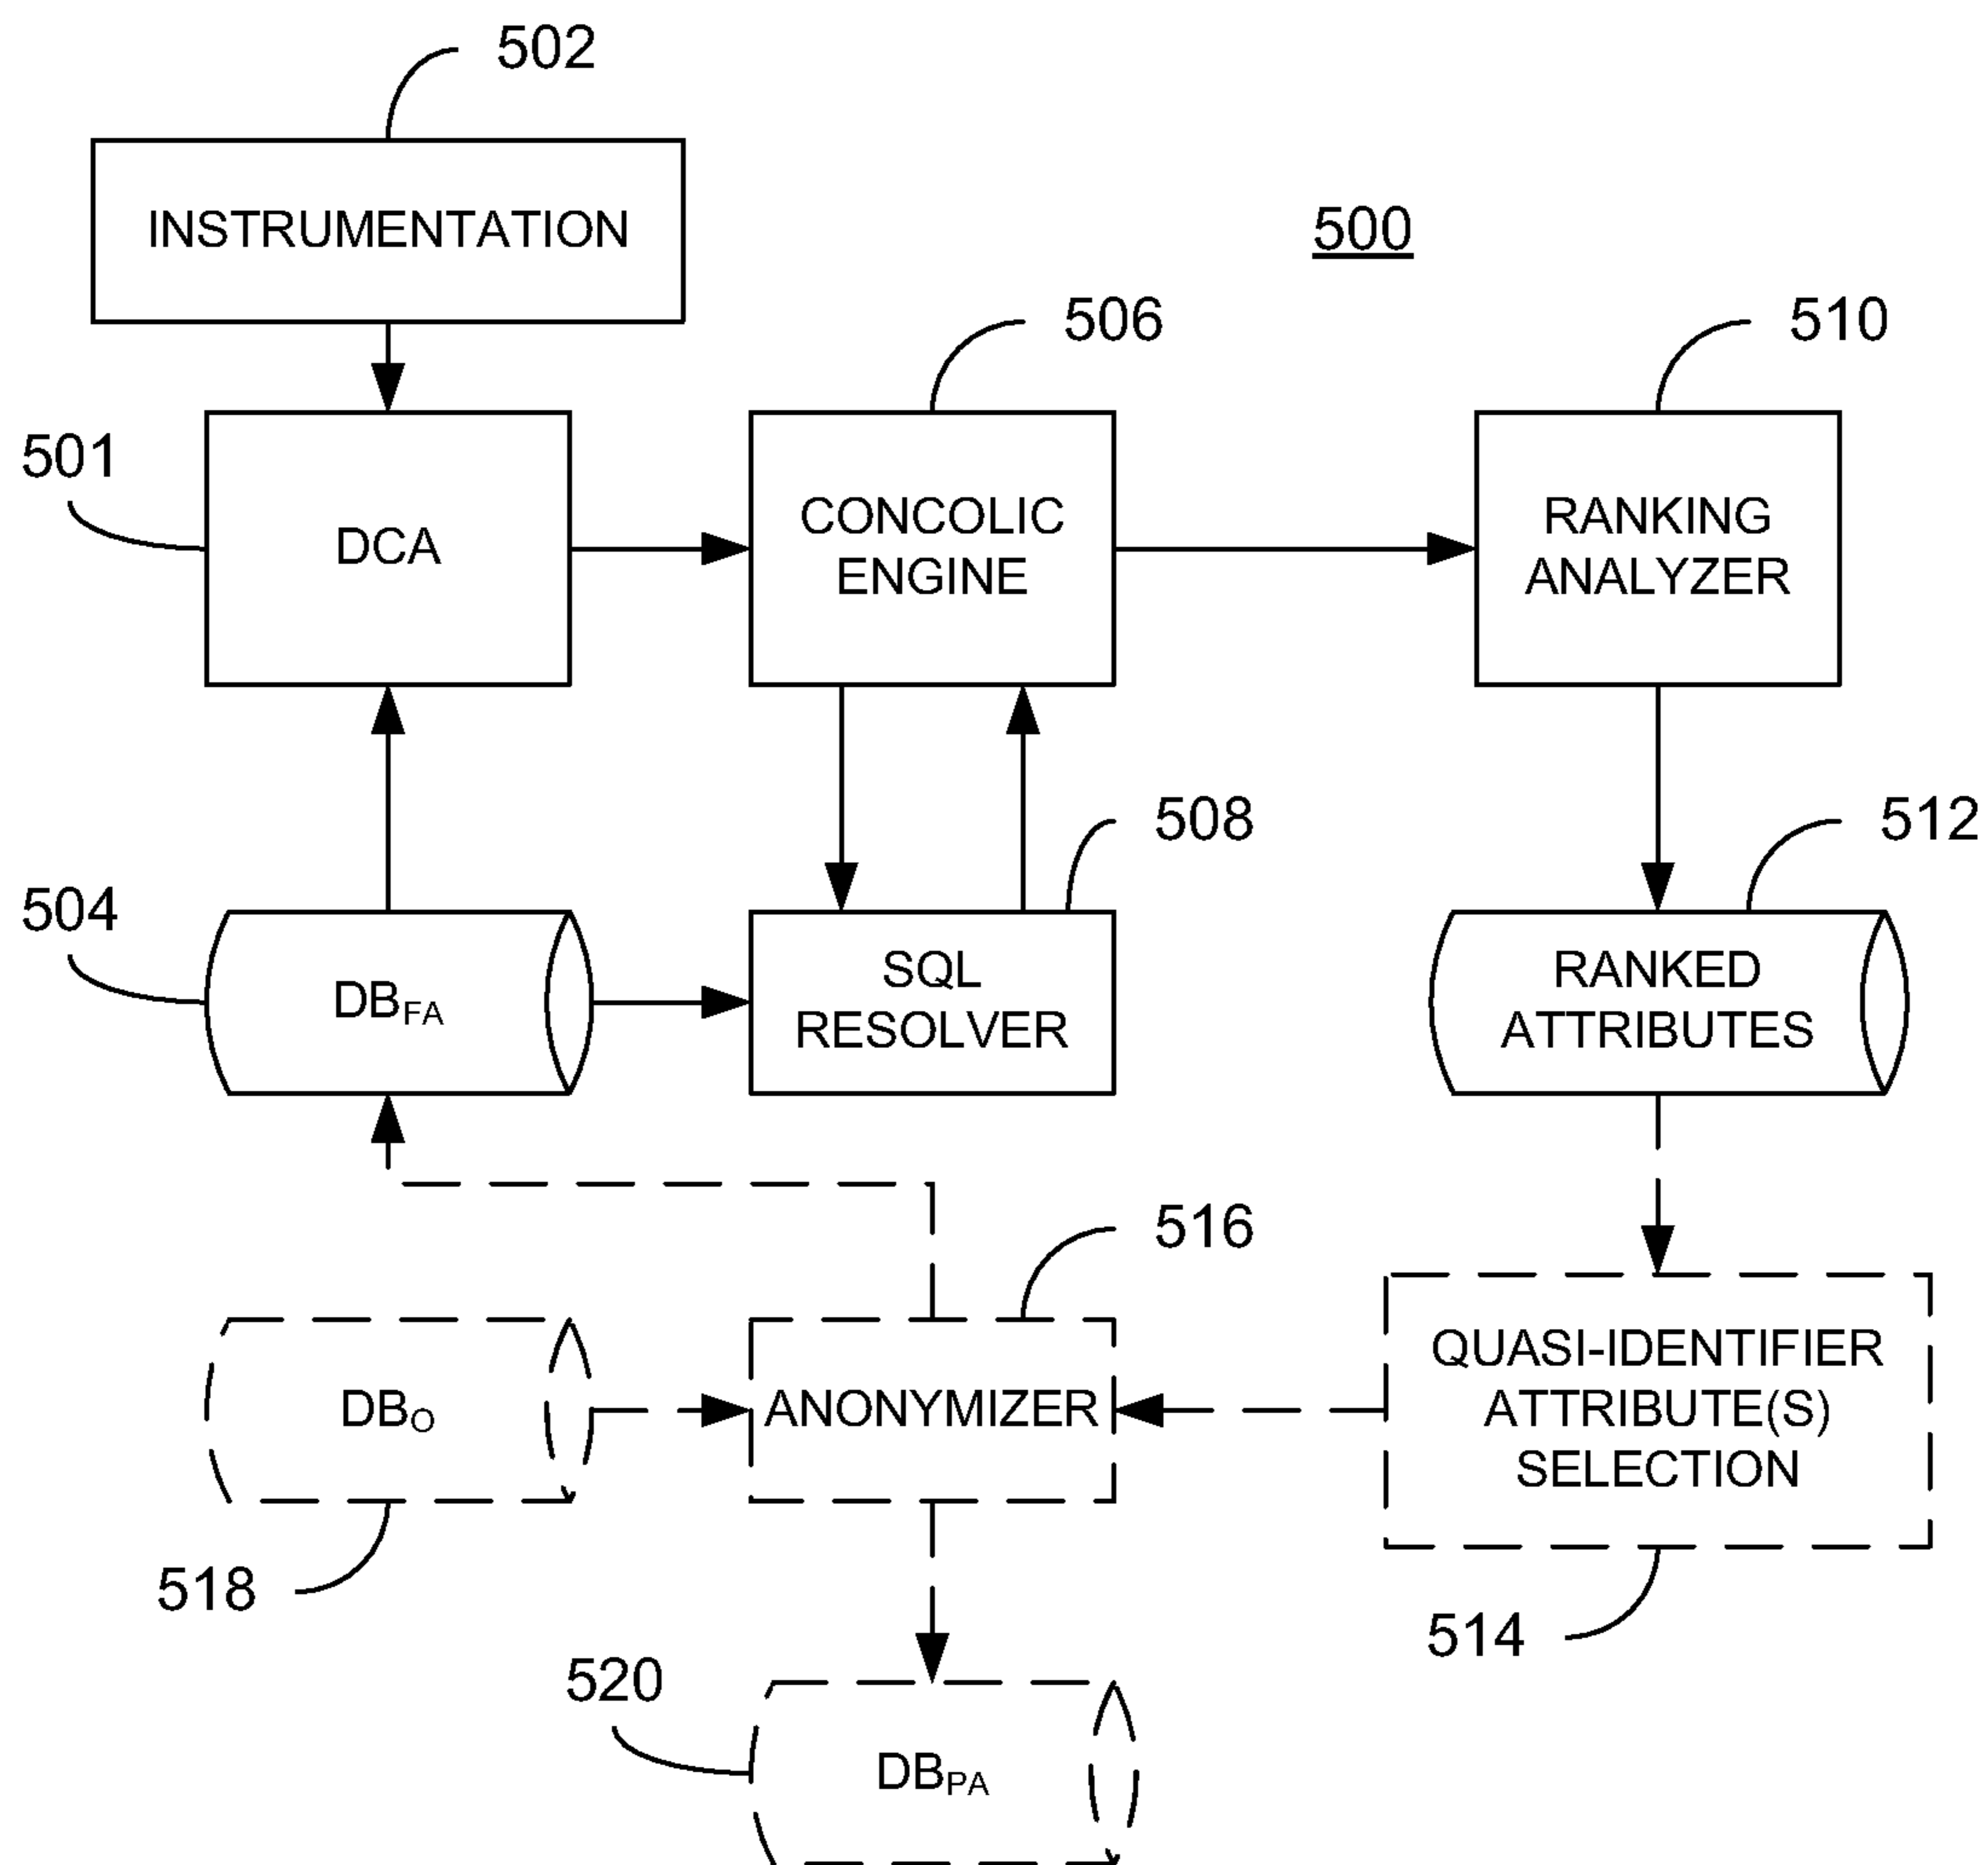 502
INSTRUMENTATION
500
506
510
501
DCA
CONCOLIC
ENGINE
RANKING
ANALYZER
508
512
504
DBFA
SQL
RESOLVER
RANKED
ATTRIBUTES
516
DBO
ANONYMIZER
QUASI-IDENTIFIER
ATTRIBUTE(S)
SELECTION
518
514
520
DBPA